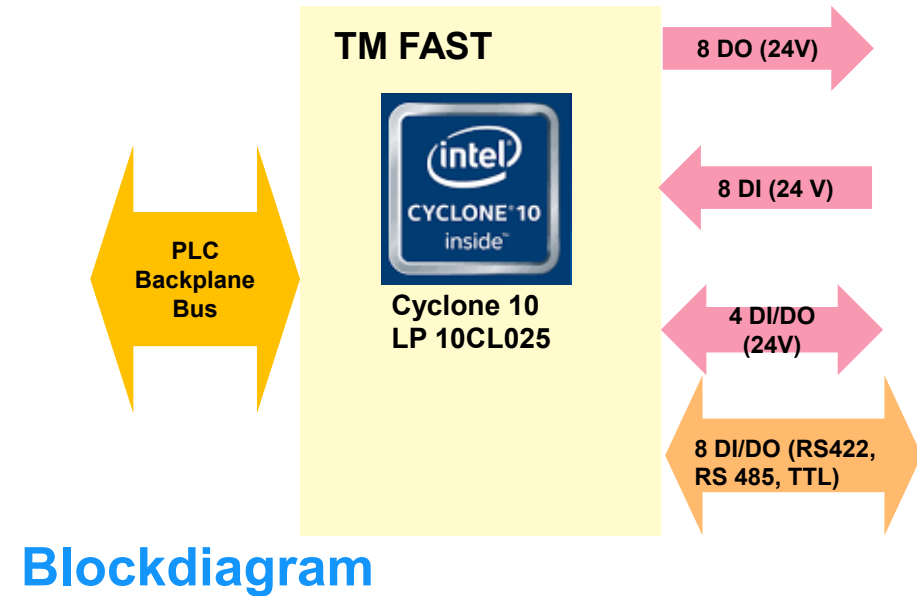 TM FAST
8 DO (24V)
intel
CYCLONE® 10
inside™
8 DI (24 V)
PLC
Backplane
Bus
Cyclone 10
LP 10CL025
4 DI/DO
(24V)
8 DI/DO (RS422,
RS 485, TTL)
Blockdiagram